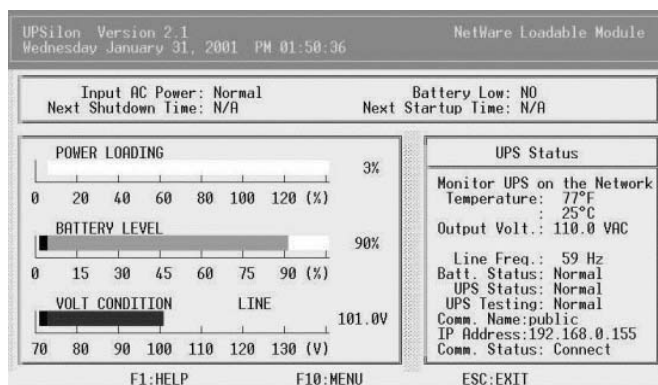 UPSilon Version 2.1 NetWare Loadable Module
Wednesday January 31, 2001 PM 01:50:36
Input AC Power: Normal Battery Low: NO
Next Shutdown Time: N/A Next Startup Time: N/A
POWER LOADING
3%
0 20 40 60 80 100 120 (%)
BATTERY LEVEL
90%
0 15 30 45 60 75 90 (%)
VOLT CONDITION LINE
101.0V
70 80 90 100 110 120 130 (V)
UPS Status
Monitor UPS on the Network
Temperature: 77°F
: 25°C
Output Volt.: 110.0 VAC
Line Freq.: 59 Hz
Batt. Status: Normal
UPS Status: Normal
UPS Testing: Normal
Comm. Name:public
IP Address:192.168.0.155
Comm. Status: Connect
F1:HELP F10:MENU ESC:EXIT